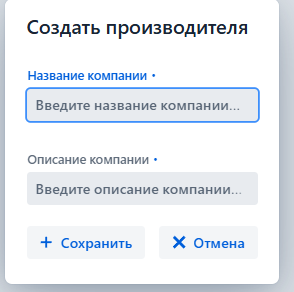 Создать производителя
Название компании •
Введите название компании...
Описание компании •
Введите описание компании...
+ Сохранить
✕ Отмена